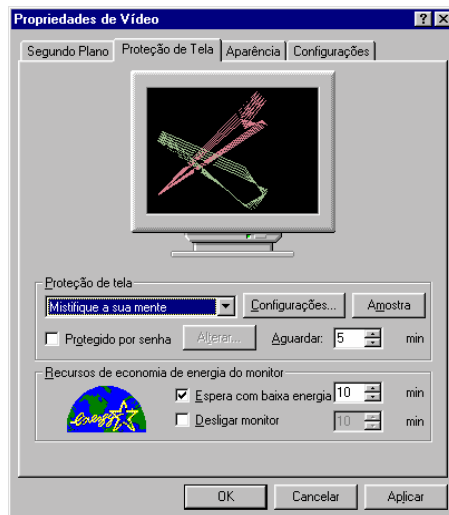 Propriedades de Vídeo
Segundo Plano Proteção de Tela Aparência Configurações
Proteção de tela
Mistifique a sua mente Configurações... Amostra
Protegido por senha Alterar... Aguardar: 5 min
Recursos de economia de energia do monitor
Espera com baixa energia 10 min
Desligar monitor 10 min
energy
OK Cancelar Aplicar